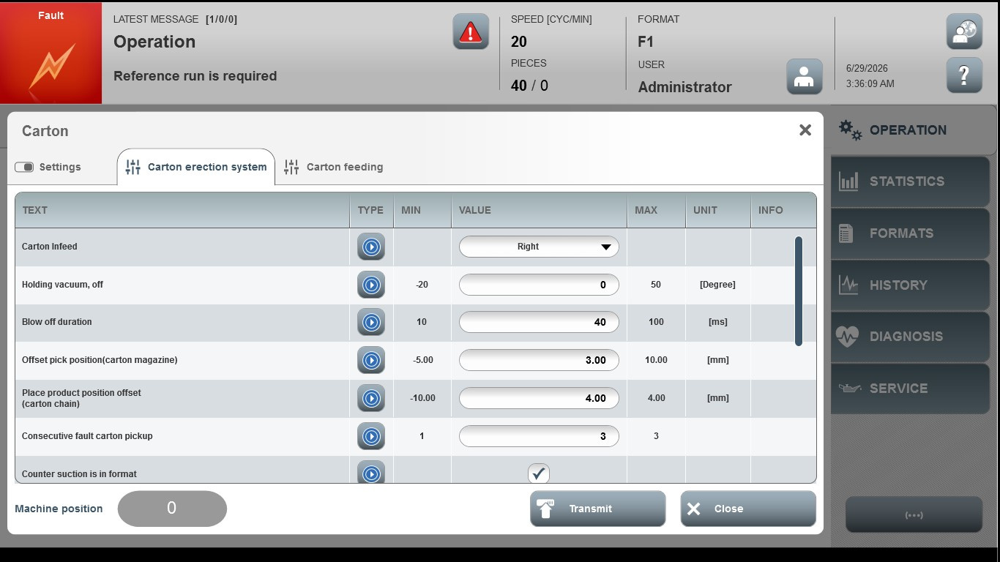 Fault
LATEST MESSAGE [1/0/0]
Operation
Reference run is required
SPEED [CYC/MIN]
20
PIECES
40 / 0
FORMAT
F1
USER
Administrator
6/29/2026
3:36:09 AM
?
Carton
Settings
Carton erection system
Carton feeding
TEXT TYPE MIN VALUE MAX UNIT INFO
Carton Infeed Right
Holding vacuum, off -20 0 50 [Degree]
Blow off duration 10 40 100 [ms]
Offset pick position(carton magazine) -5.00 3.00 10.00 [mm]
Place product position offset
(carton chain) -10.00 4.00 4.00 [mm]
Consecutive fault carton pickup 1 3 3
Counter suction is in format
Machine position 0
Transmit
Close
OPERATION
STATISTICS
FORMATS
HISTORY
DIAGNOSIS
SERVICE
(•••)